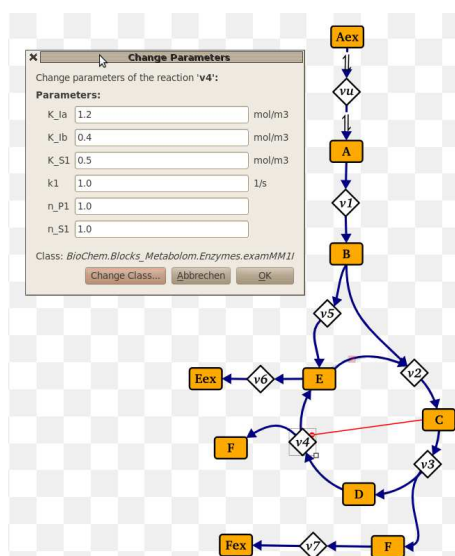 Aex
Change Parameters
Change parameters of the reaction 'v4':
Parameters:
K_Ia 1.2 mol/m3
K_Ib 0.4 mol/m3
K_S1 0.5 mol/m3
k1 1.0 1/s
n_P1 1.0
n_S1 1.0
Class: BioChem.Blocks_Metabolom.Enzymes.examMM1I
Change Class... Abbrechen OK
vu
A
v1
B
v5
v2
Eex v6 E
C
F v4
v3
D
Fex v7 F